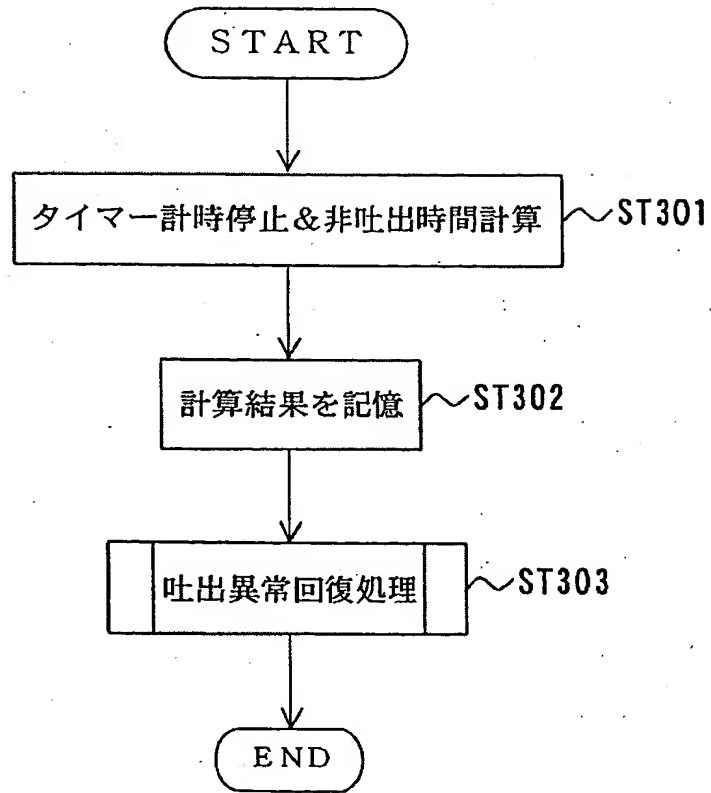 START
タイマー計時停止&非吐出時間計算
ST301
計算結果を記憶
ST302
吐出異常回復処理
ST303
END